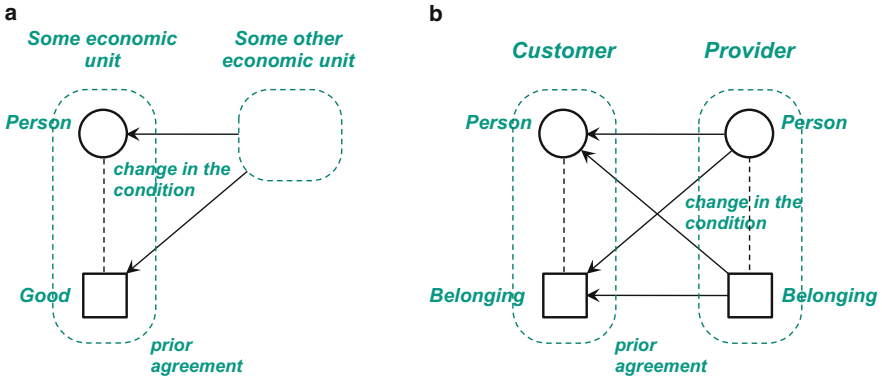 a
Some economic
unit
Some other
economic unit
Person
change in the
condition
Good
prior
agreement
b
Customer
Provider
Person
Person
change in the
condition
Belonging
Belonging
prior
agreement